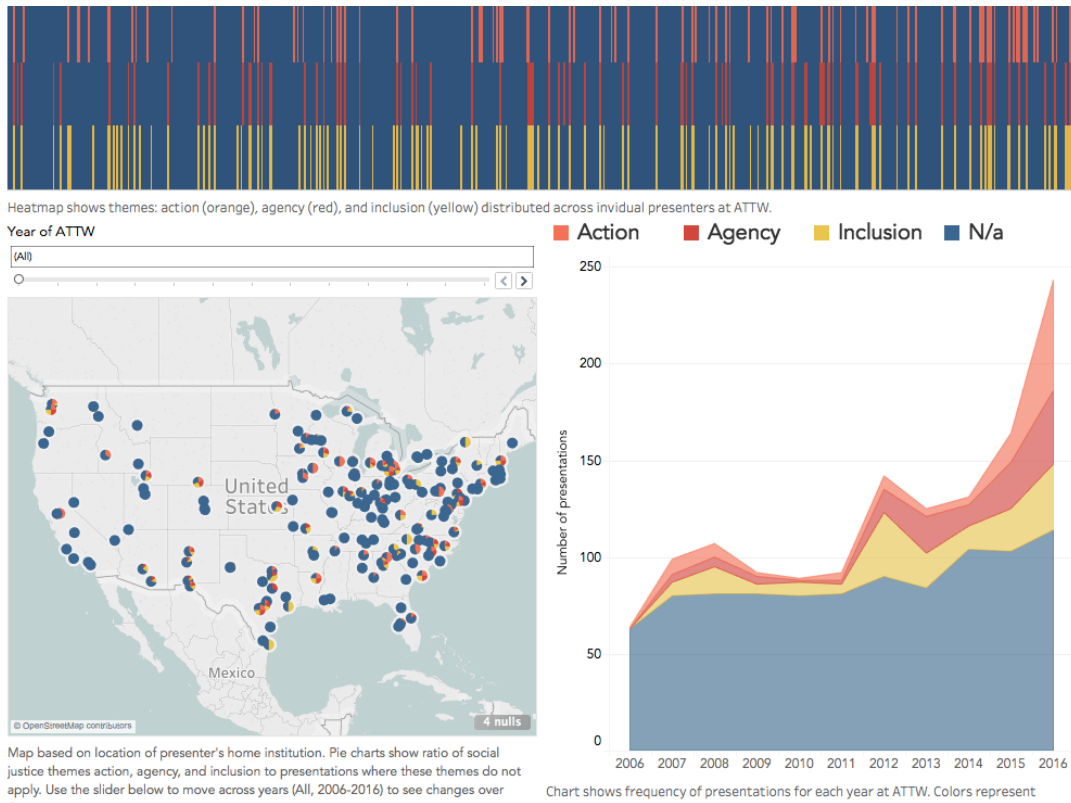 Heatmap shows themes: action (orange), agency (red), and inclusion (yellow) distributed across invidual presenters at ATTW.
Year of ATTW
(All)
Action
Agency
Inclusion
N/a
250
200
150
100
50
0
Number of presentations
2006 2007 2008 2009 2010 2011 2012 2013 2014 2015 2016
United
States
Mexico
© OpenStreetMap contributors
4 nulls
Map based on location of presenter's home institution. Pie charts show ratio of social
justice themes action, agency, and inclusion to presentations where these themes do not
apply. Use the slider below to move across years (All, 2006-2016) to see changes over
Chart shows frequency of presentations for each year at ATTW. Colors represent